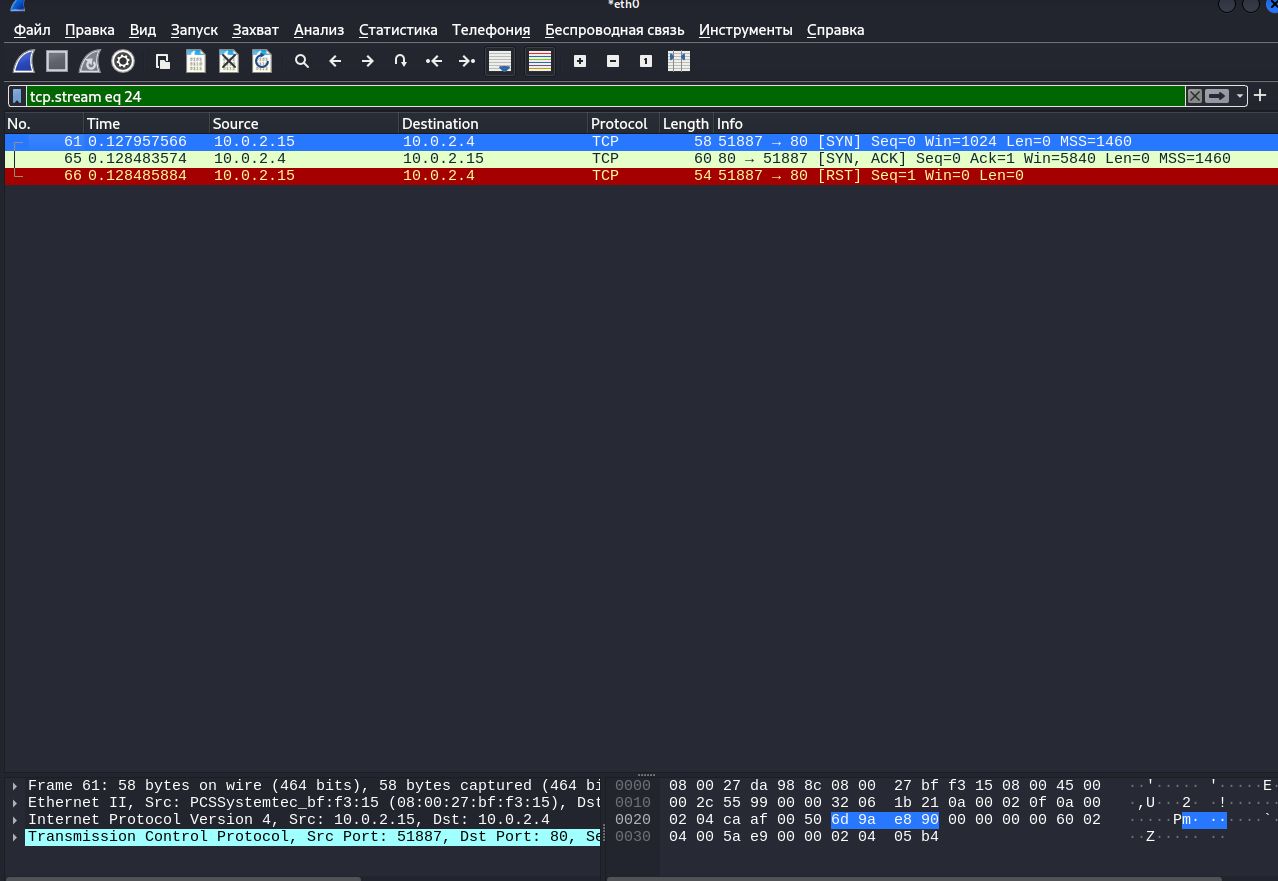 *eth0
Файл Правка Вид Запуск Захват Анализ Статистика Телефония Беспроводная связь Инструменты Справка
tcp.stream eq 24
No. Time Source Destination Protocol Length Info
61 0.127957566 10.0.2.15 10.0.2.4 TCP 58 51887 → 80 [SYN] Seq=0 Win=1024 Len=0 MSS=1460
65 0.128483574 10.0.2.4 10.0.2.15 TCP 60 80 → 51887 [SYN, ACK] Seq=0 Ack=1 Win=5840 Len=0 MSS=1460
66 0.128485884 10.0.2.15 10.0.2.4 TCP 54 51887 → 80 [RST] Seq=1 Win=0 Len=0
Frame 61: 58 bytes on wire (464 bits), 58 bytes captured (464 bi
Ethernet II, Src: PCSSystemtec_bf:f3:15 (08:00:27:bf:f3:15), Dst
Internet Protocol Version 4, Src: 10.0.2.15, Dst: 10.0.2.4
Transmission Control Protocol, Src Port: 51887, Dst Port: 80, Se
0000 08 00 27 da 98 8c 08 00 27 bf f3 15 08 00 45 00 ··'····· '·····E·
0010 00 2c 55 99 00 00 32 06 1b 21 0a 00 02 0f 0a 00 ·,U···2· ·!······
0020 02 04 ca af 00 50 6d 9a e8 90 00 00 00 00 60 02 ·····Pm· ······`·
0030 04 00 5a e9 00 00 02 04 05 b4 ··Z····· ··